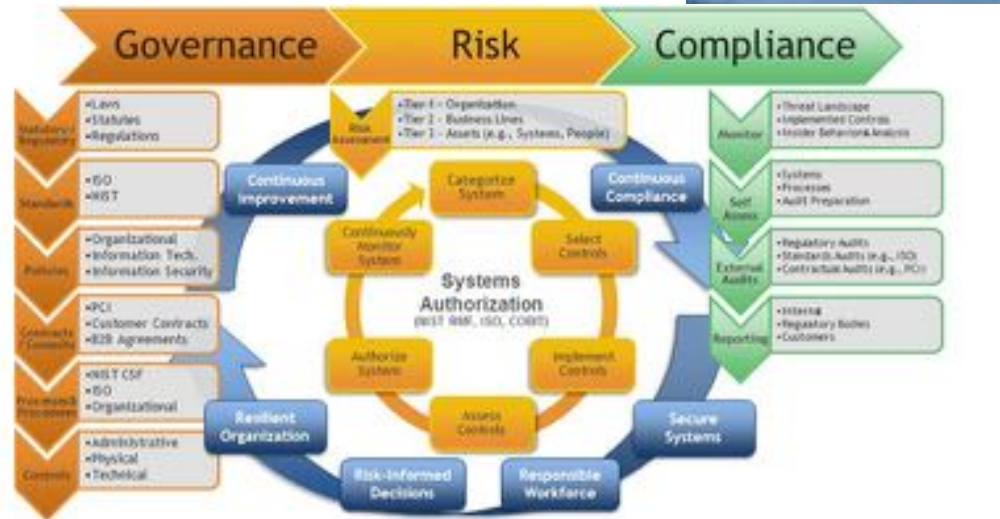 Governance
Risk
Compliance
Statutory/
Regulatory
•Laws
•Statutes
•Regulations
Standards
•ISO
•NIST
Policies
•Organizational
•Information Tech.
•Information Security
Contracts
•PCI
•Customer Contracts
•B2B Agreements
•NIST CSF
•ISO
•Organizational
Controls
•Administrative
•Physical
•Technical
Risk
Assessment
•Tier 1 - Organization
•Tier 2 - Business Lines
•Tier 3 - Assets (e.g., Systems, People)
Continuous
Improvement
Continuous
Compliance
Categorize
System
Select
Controls
Implement
Controls
Assess
Controls
Authorize
System
Continuously
Monitor
System
Systems
Authorization
(NIST RMF, ISO, COBIT)
Resilient
Organization
Risk-Informed
Decisions
Responsible
Workforce
Secure
Systems
Monitor
•Threat Landscape
•Implemented Controls
•Insider Behavior Analysis
Self
Assess
•Systems
•Processes
•Audit Preparation
External
Audits
•Regulatory Audits
•Standards Audits (e.g., ISO)
•Contractual Audits (e.g., PCI)
Reporting
•Internal
•Regulatory Bodies
•Customers